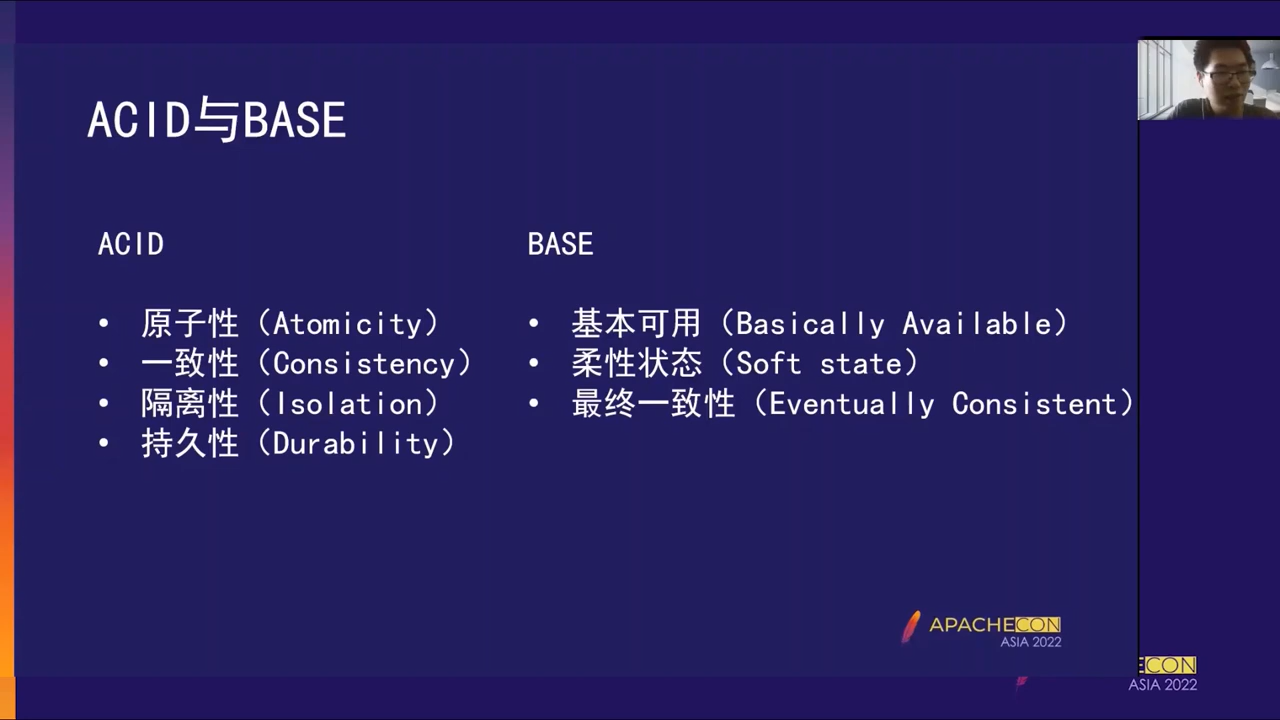 ACID与BASE
ACID
• 原子性（Atomicity）
• 一致性（Consistency）
• 隔离性（Isolation）
• 持久性（Durability）
BASE
• 基本可用（Basically Available）
• 柔性状态（Soft state）
• 最终一致性（Eventually Consistent）
APACHECON
ASIA 2022
ECON
ASIA 2022